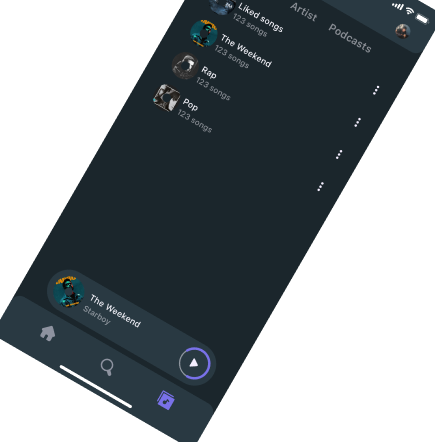 Artist
Podcasts
Liked songs
123 songs
The Weekend
123 songs
Rap
123 songs
Pop
123 songs
The Weekend
Starboy